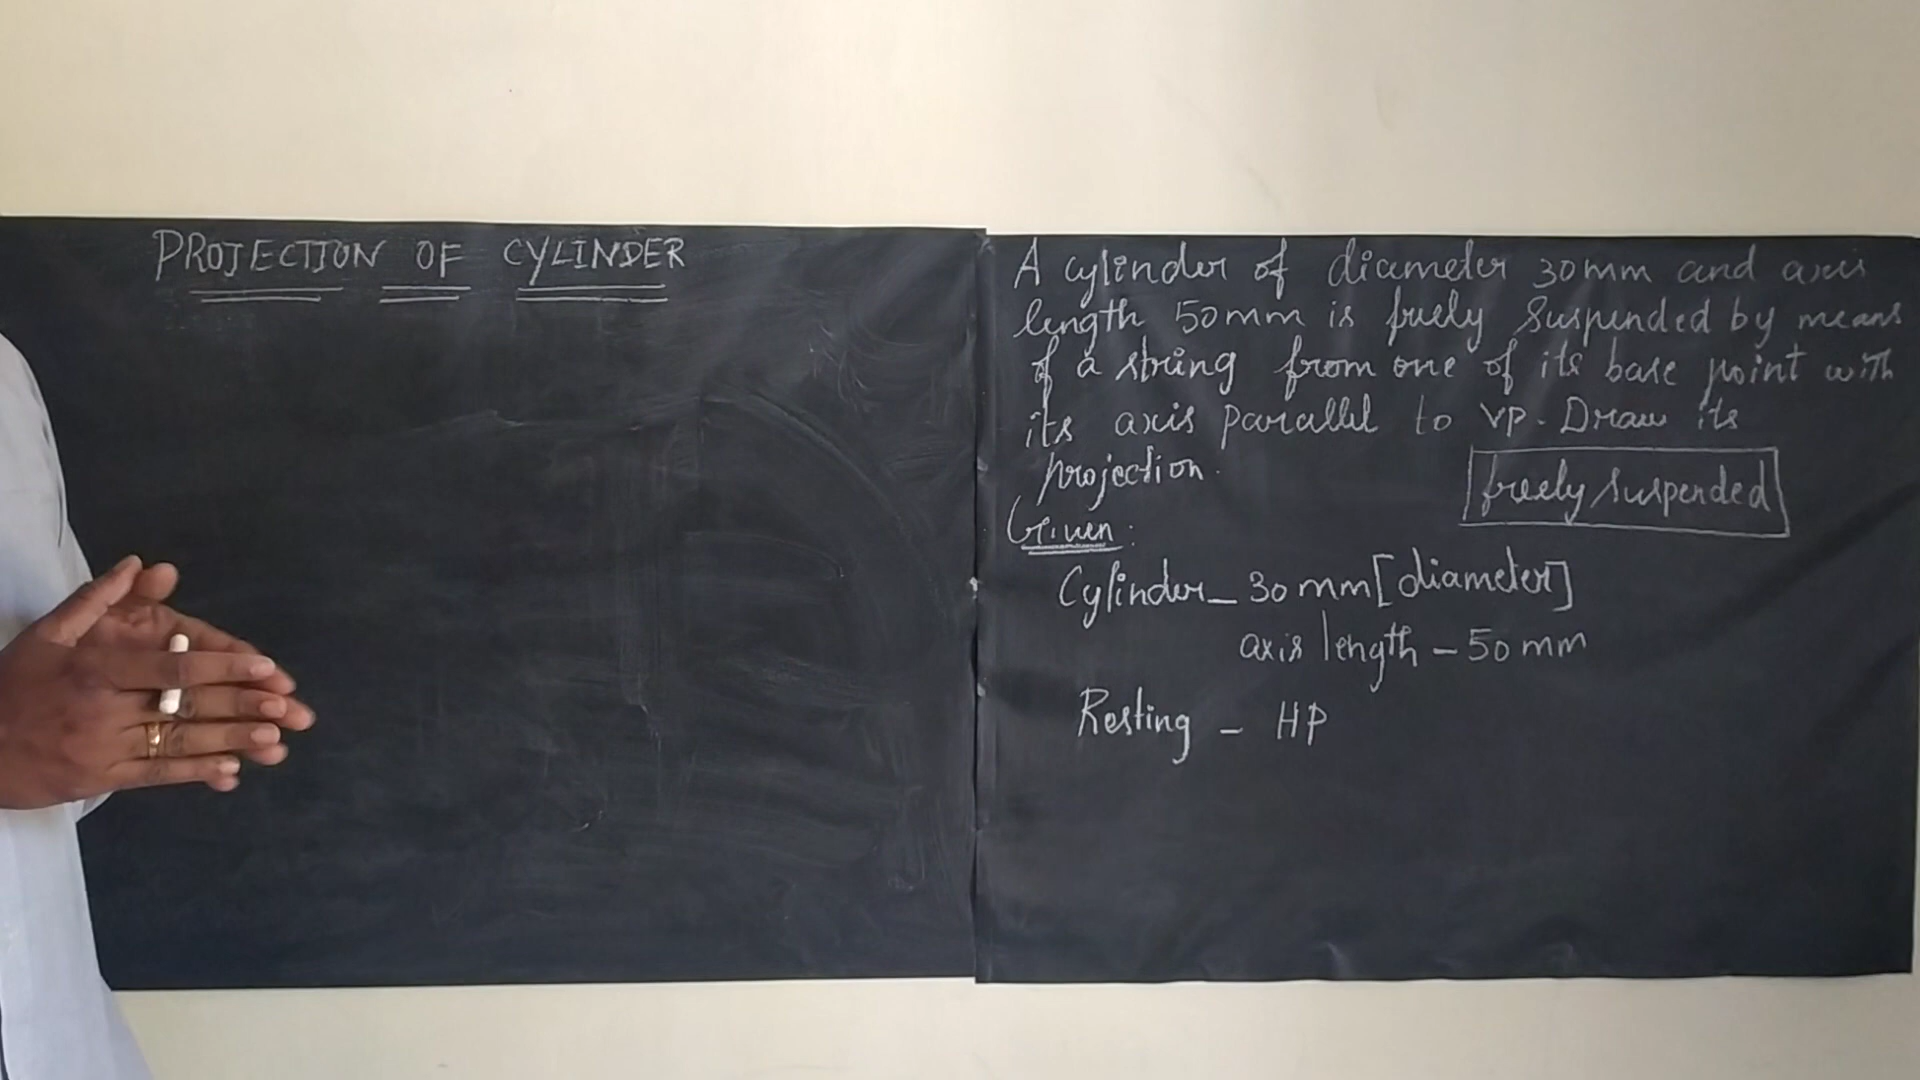 PROJECTION OF CYLINDER
A cylinder of diameter 30mm and axis
length 50mm is freely suspended by means
of a string from one of its base point with
its axis parallel to VP. Draw its
projection.
freely suspended
Given:
Cylinder - 30 mm [diameter]
axis length - 50 mm
Resting - HP